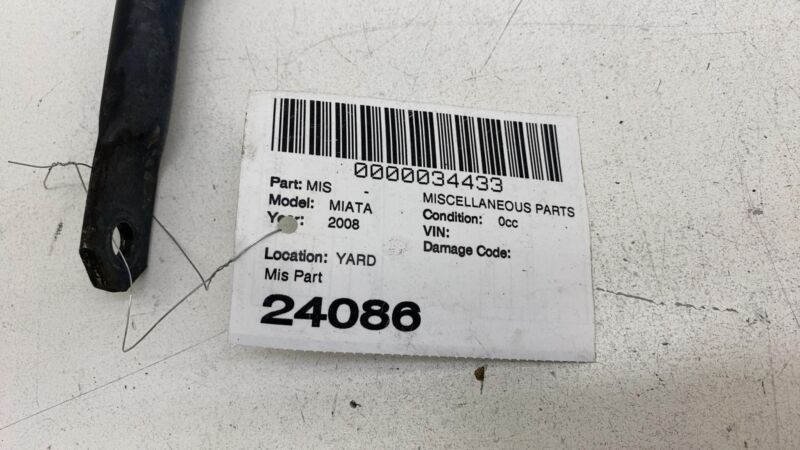 0000034433
Part: MIS - MISCELLANEOUS PARTS
Model: MIATA Condition: 0cc
Year: 2008 VIN:
Damage Code:
Location: YARD
Mis Part
24086